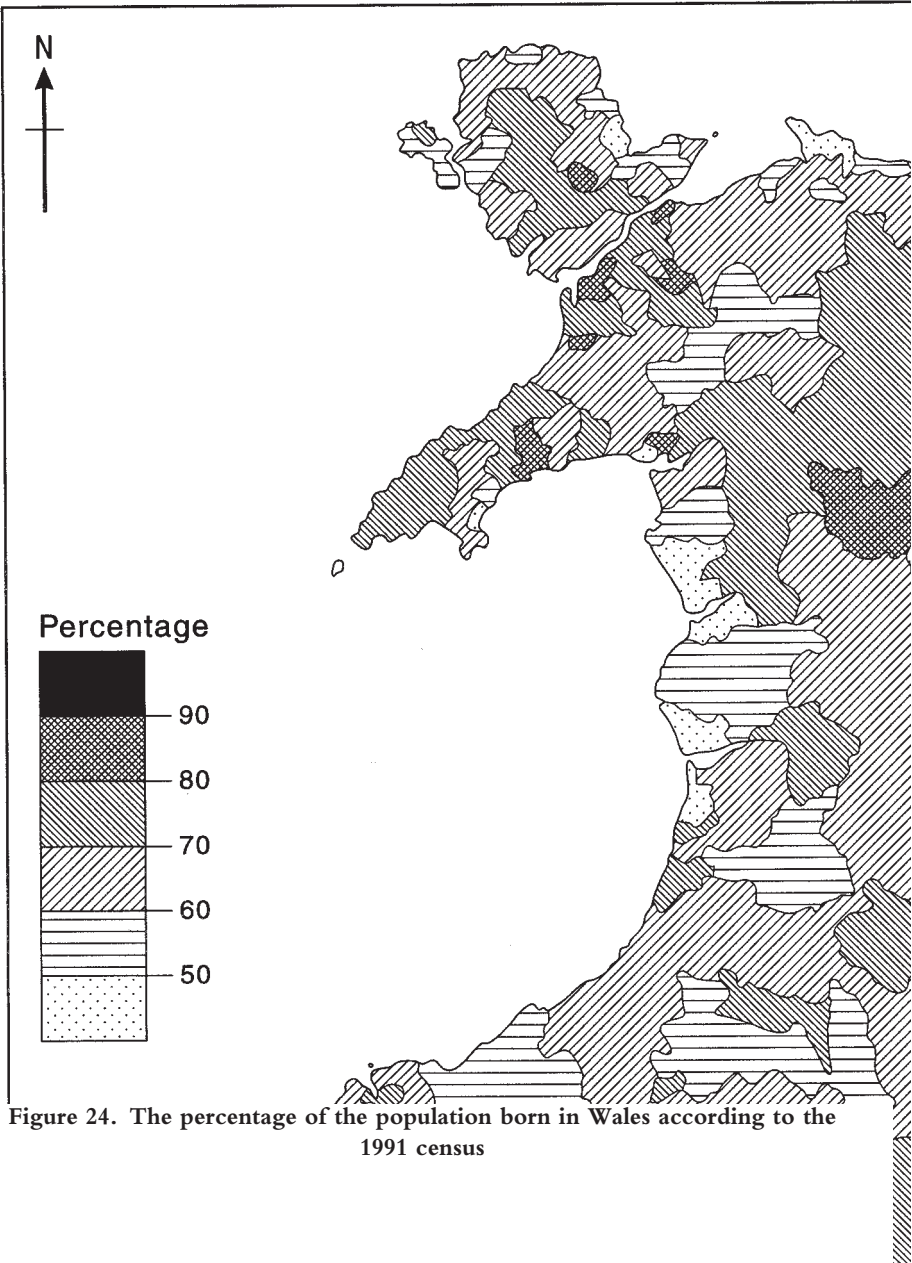 N
Percentage
90
80
70
60
50
Figure 24. The percentage of the population born in Wales according to the
1991 census